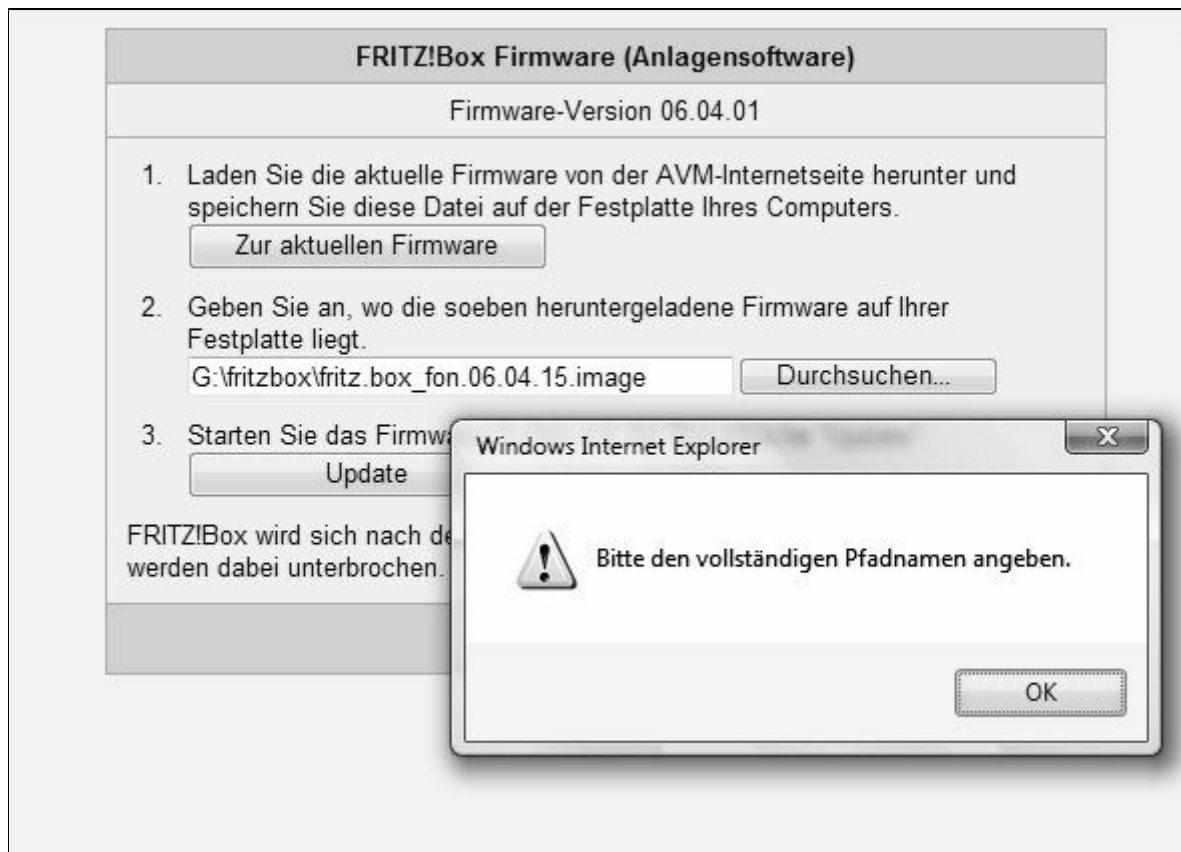 FRITZ!Box Firmware (Anlagensoftware)
Firmware-Version 06.04.01
1. Laden Sie die aktuelle Firmware von der AVM-Internetseite herunter und
speichern Sie diese Datei auf der Festplatte Ihres Computers.
Zur aktuellen Firmware
2. Geben Sie an, wo die soeben heruntergeladene Firmware auf Ihrer
Festplatte liegt.
G:\fritzbox\fritz.box_fon.06.04.15.image Durchsuchen...
3. Starten Sie das Firmwa
Update
FRITZ!Box wird sich nach de
werden dabei unterbrochen.
Windows Internet Explorer
X
Bitte den vollständigen Pfadnamen angeben.
OK